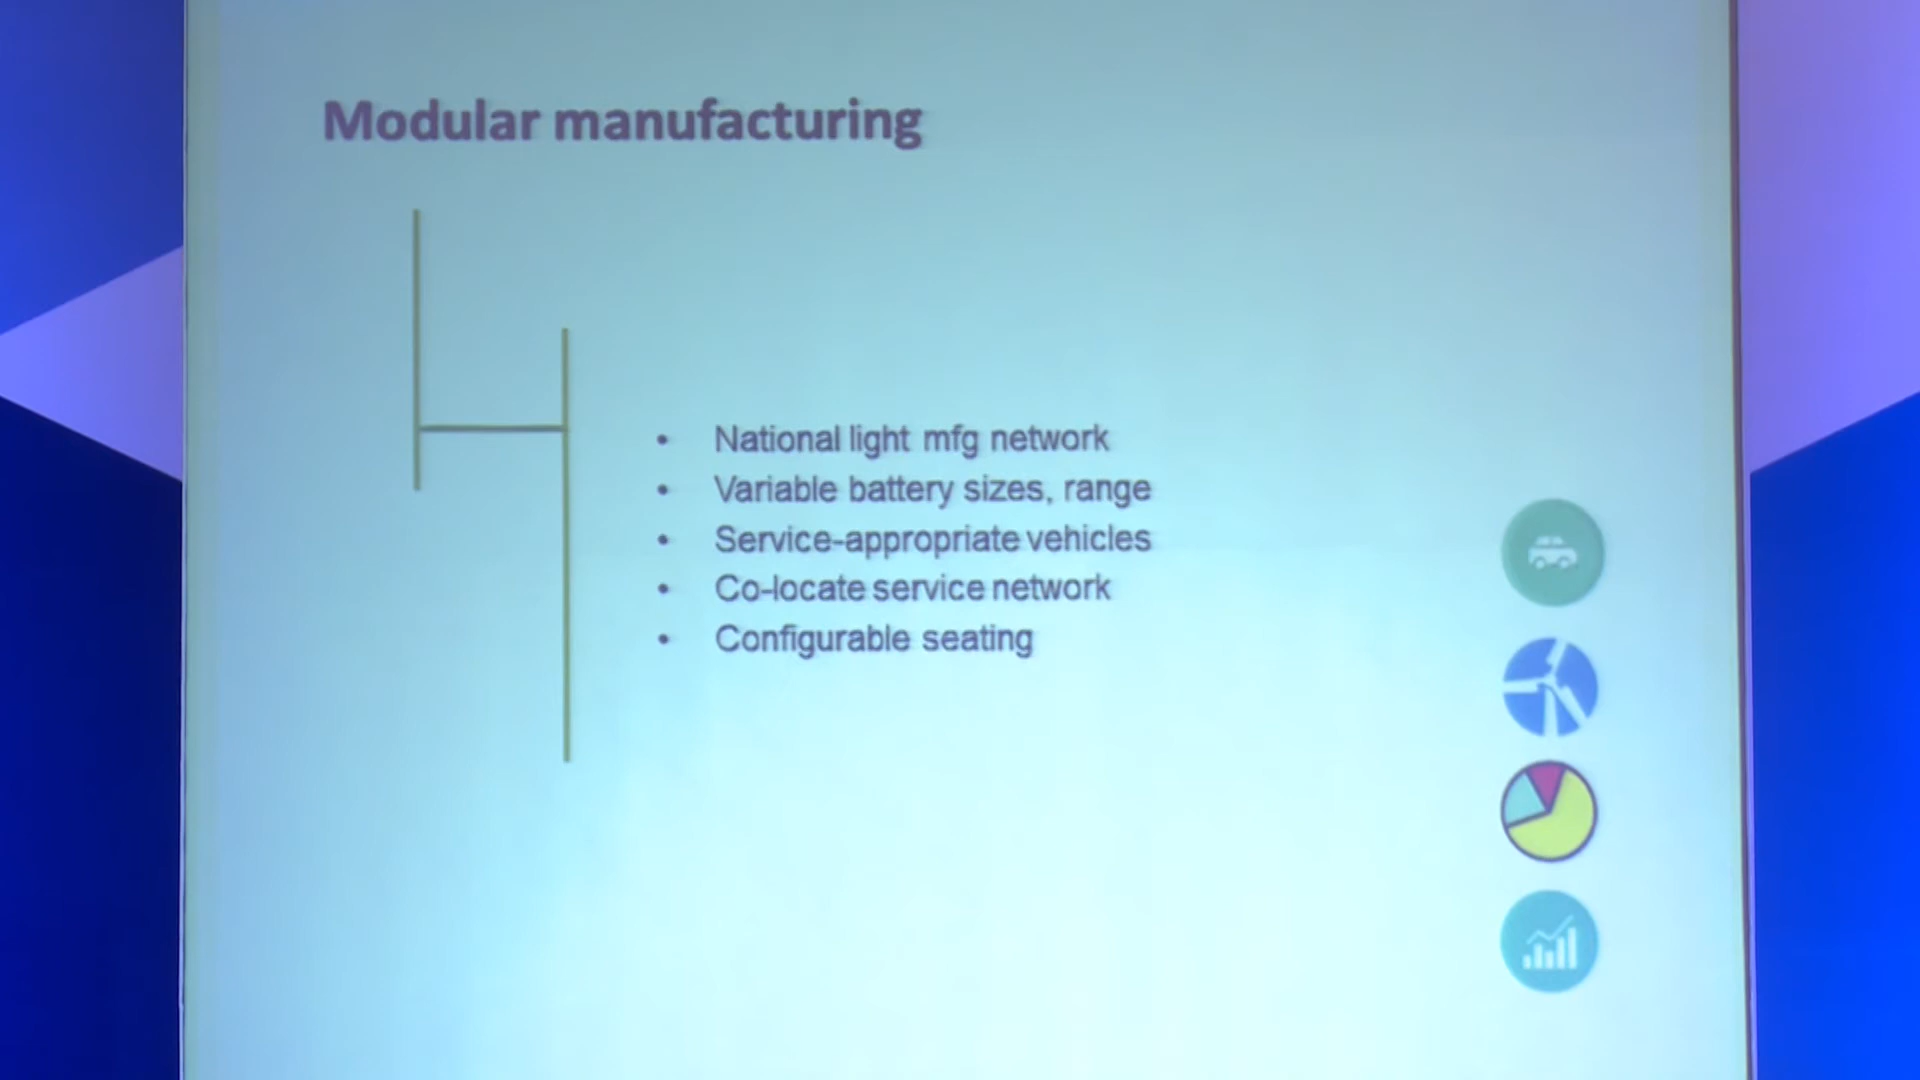 Modular manufacturing
• National light mfg network
• Variable battery sizes, range
• Service-appropriate vehicles
• Co-locate service network
• Configurable seating